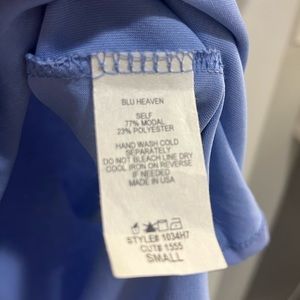 BLU HEAVEN
SELF
77% MODAL
23% POLYESTER
HAND WASH COLD
SEPARATELY
DO NOT BLEACH LINE DRY
COOL IRON ON REVERSE
IF NEEDED
MADE IN USA
STYLE# 1034H7
CUT# 1555
SMALL